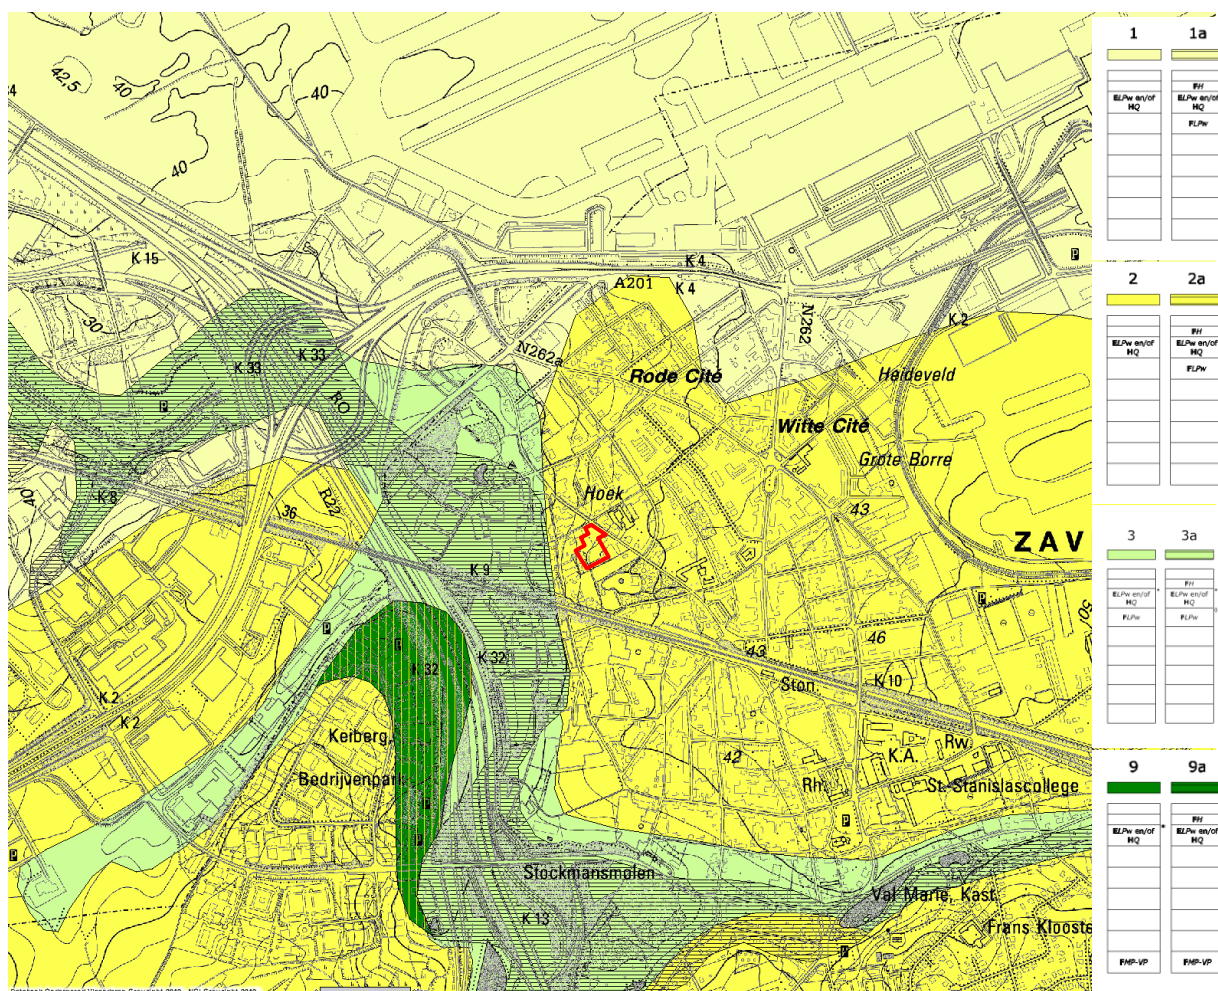 42,5
40
40
40
K 15
30
K 33
K 33
RO
N262a
A201
K 4
K 4
N262
K 2
Rode Cité
Heideveld
Witte Cité
Grote Borre
Hoek
43
K 8
40
36
R22
K 9
ZAV
50
46
43
K 10
Ston.
K 32
K 32
K 2
K 2
Keiberg,
Bedrijvenpark
42
Rh.
K.A.
Rw.
St.-Stanislascollege
Stockmansmolen
K 13
Val Marie, Kast.
Frans Klooste
P
P
P
P
P
P
P
P
P
P
1
1a
ELPw en/of
HQ
FH
ELPw en/of
HQ
FLPw
2
2a
ELPw en/of
HQ
FH
ELPw en/of
HQ
FLPw
3
3a
ELPw en/of
HQ
FLPw
FH
ELPw en/of
HQ
FLPw
9
9a
ELPw en/of
HQ
FMP-VP
FH
ELPw en/of
HQ
FMP-VP